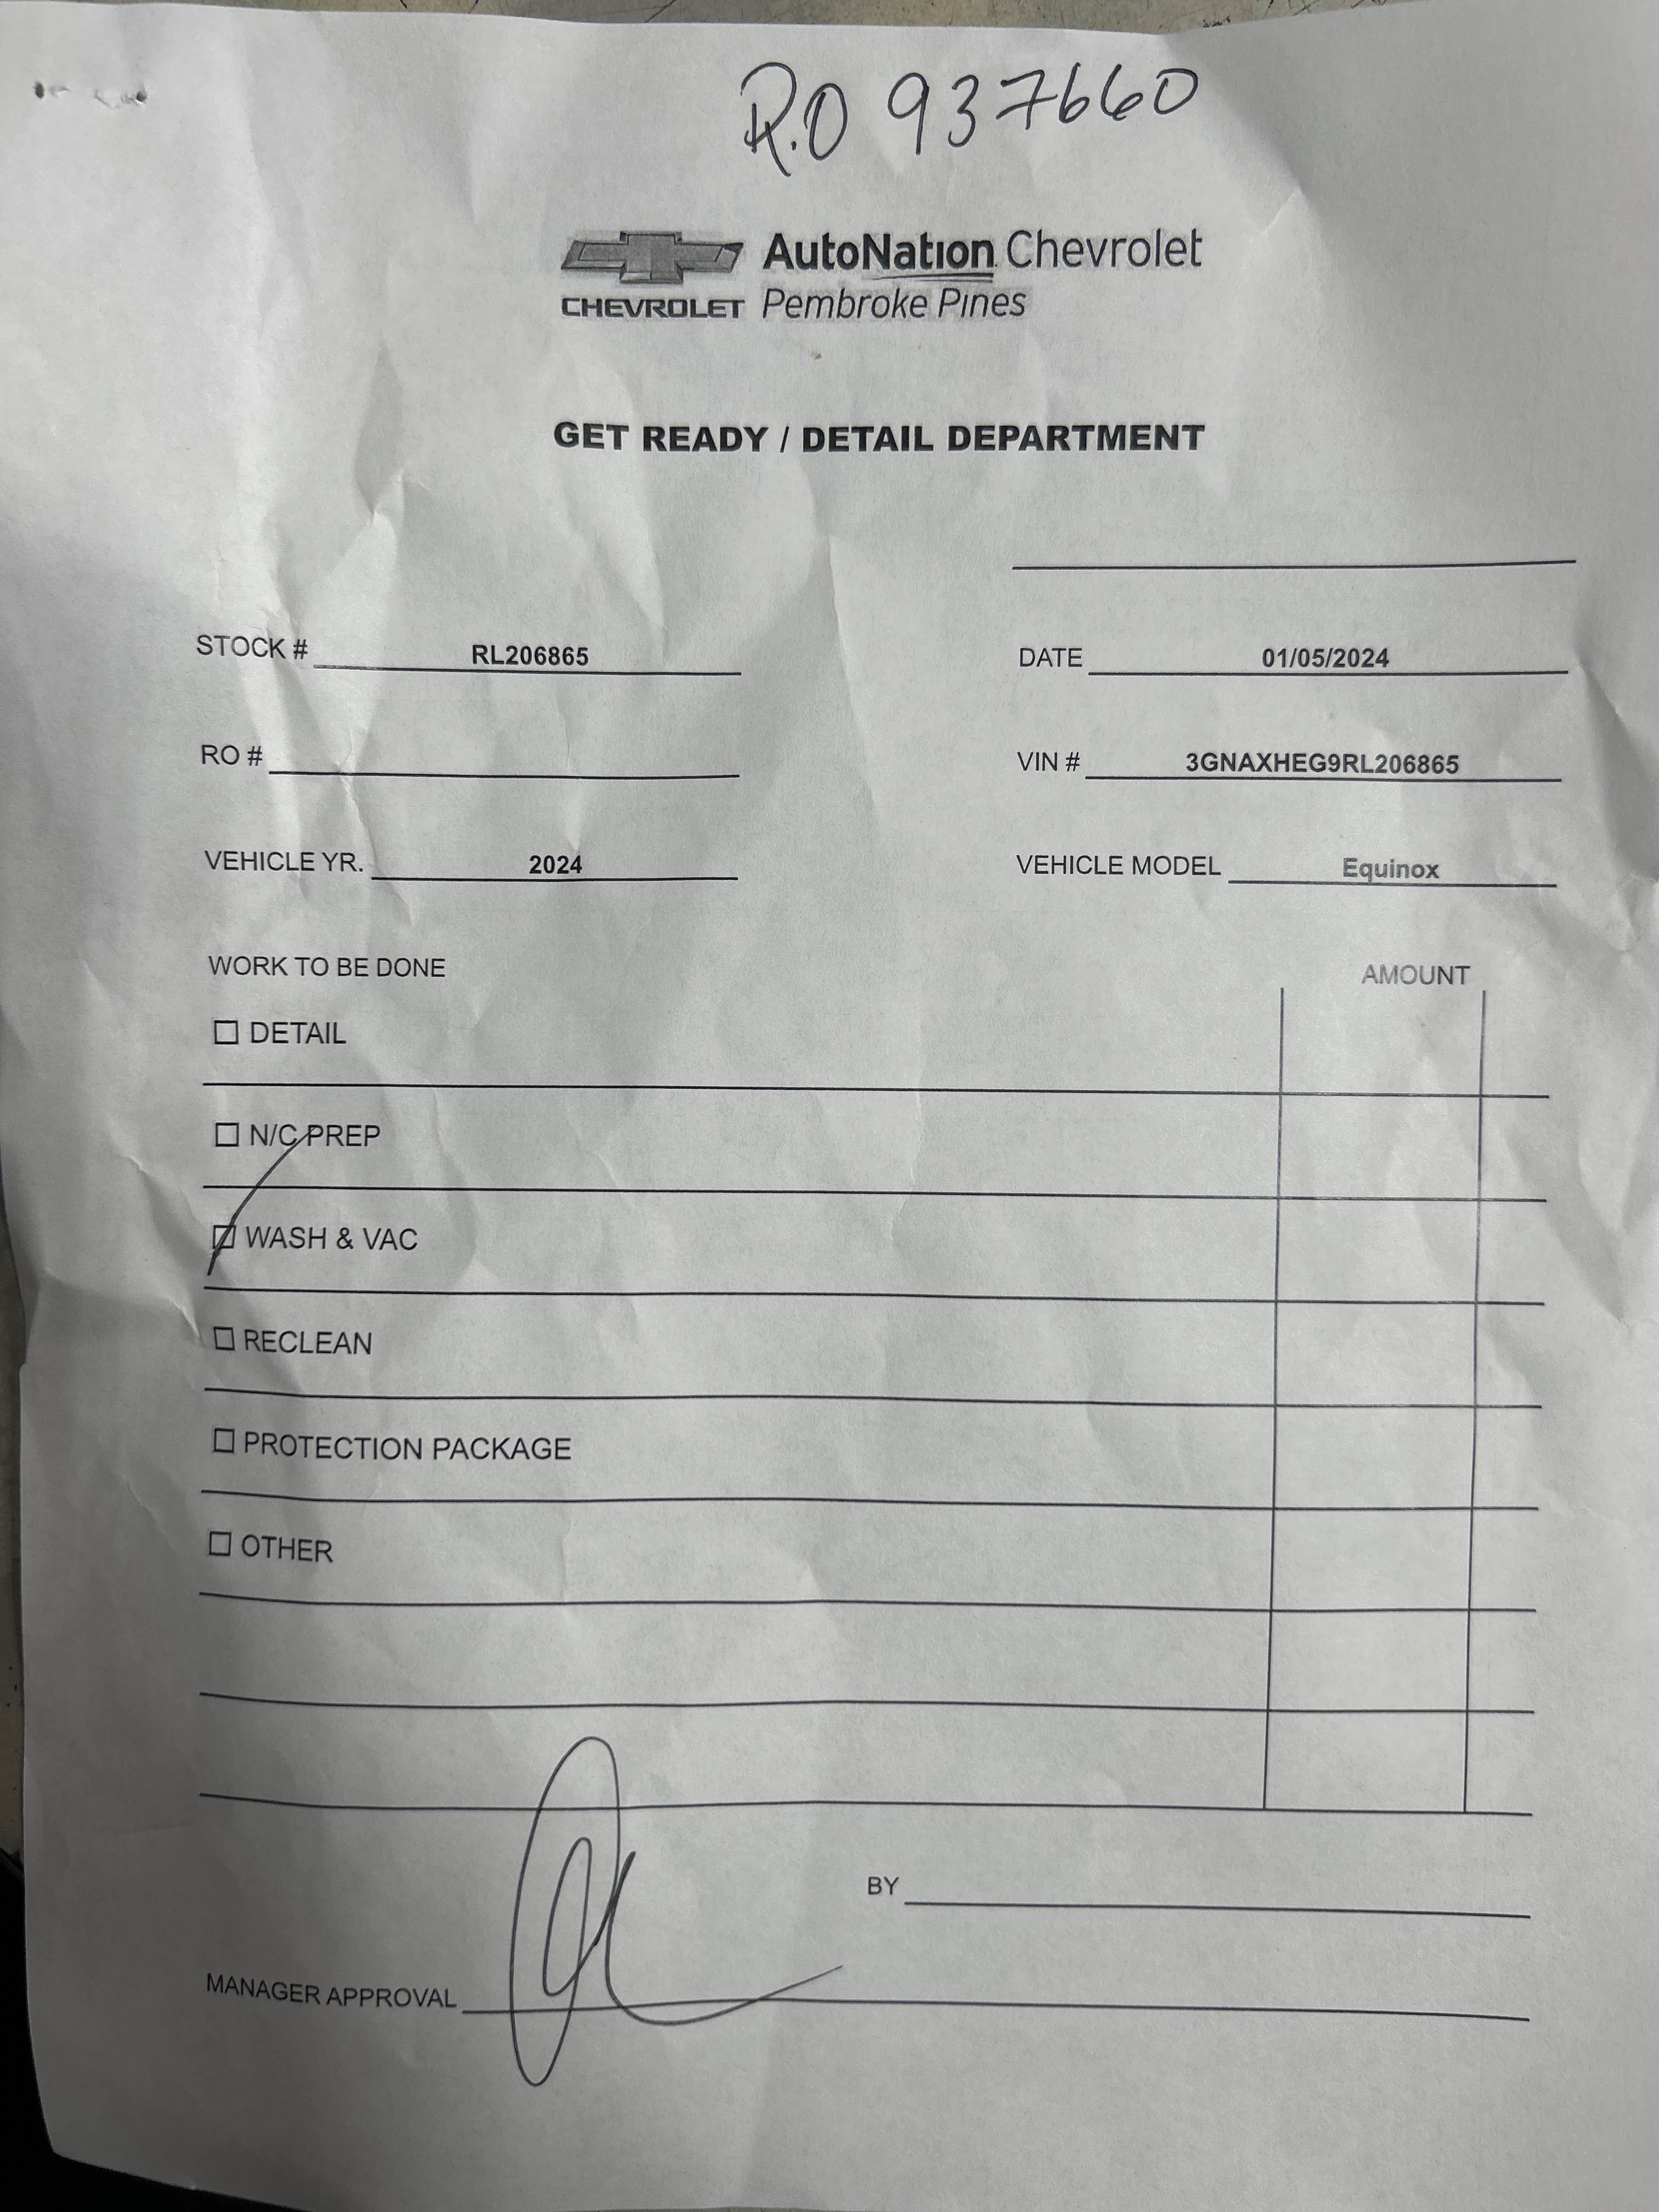 R.O 937660
AutoNation Chevrolet
CHEVROLET Pembroke Pines
GET READY / DETAIL DEPARTMENT
STOCK # RL206865 DATE 01/05/2024
RO # VIN # 3GNAXHEG9RL206865
VEHICLE YR. 2024 VEHICLE MODEL Equinox
WORK TO BE DONE AMOUNT
DETAIL
N/C PREP
WASH & VAC
RECLEAN
PROTECTION PACKAGE
OTHER
BY
MANAGER APPROVAL